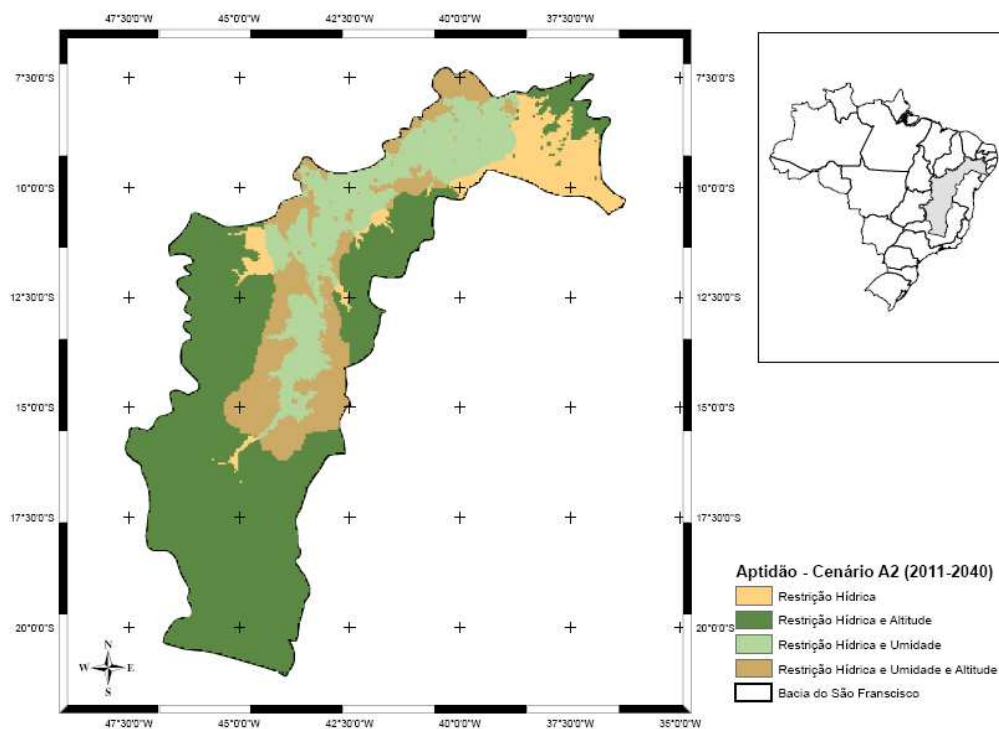 47°30'0"W 45°0'0"W 42°30'0"W 40°0'0"W 37°30'0"W
7°30'0"S 7°30'0"S
10°0'0"S 10°0'0"S
12°30'0"S 12°30'0"S
15°0'0"S 15°0'0"S
17°30'0"S 17°30'0"S
20°0'0"S 20°0'0"S
N
W E
S
47°30'0"W 45°0'0"W 42°30'0"W 40°0'0"W 37°30'0"W 35°0'0"W
Aptidão - Cenário A2 (2011-2040)
Restrição Hídrica
Restrição Hídrica e Altitude
Restrição Hídrica e Umidade
Restrição Hídrica e Umidade e Altitude
Bacia do São Franscisco